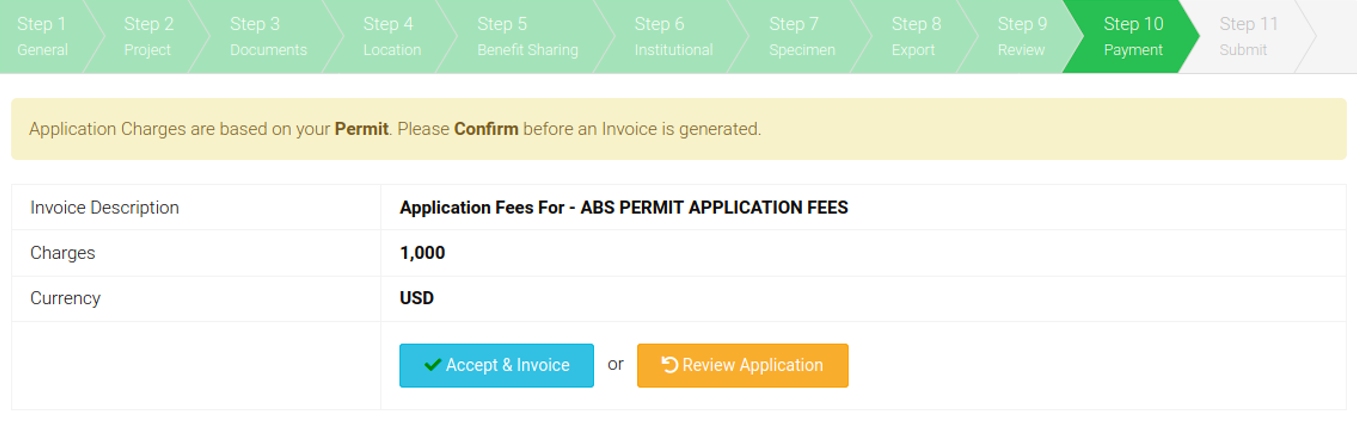 Step 1 Step 2 Step 3 Step 4 Step 5 Step 6 Step 7 Step 8 Step 9 Step 10 Step 11
General Project Documents Location Benefit Sharing Institutional Specimen Export Review Payment Submit
Application Charges are based on your Permit. Please Confirm before an Invoice is generated.
Invoice Description Application Fees For - ABS PERMIT APPLICATION FEES
Charges 1,000
Currency USD
Accept & Invoice or Review Application